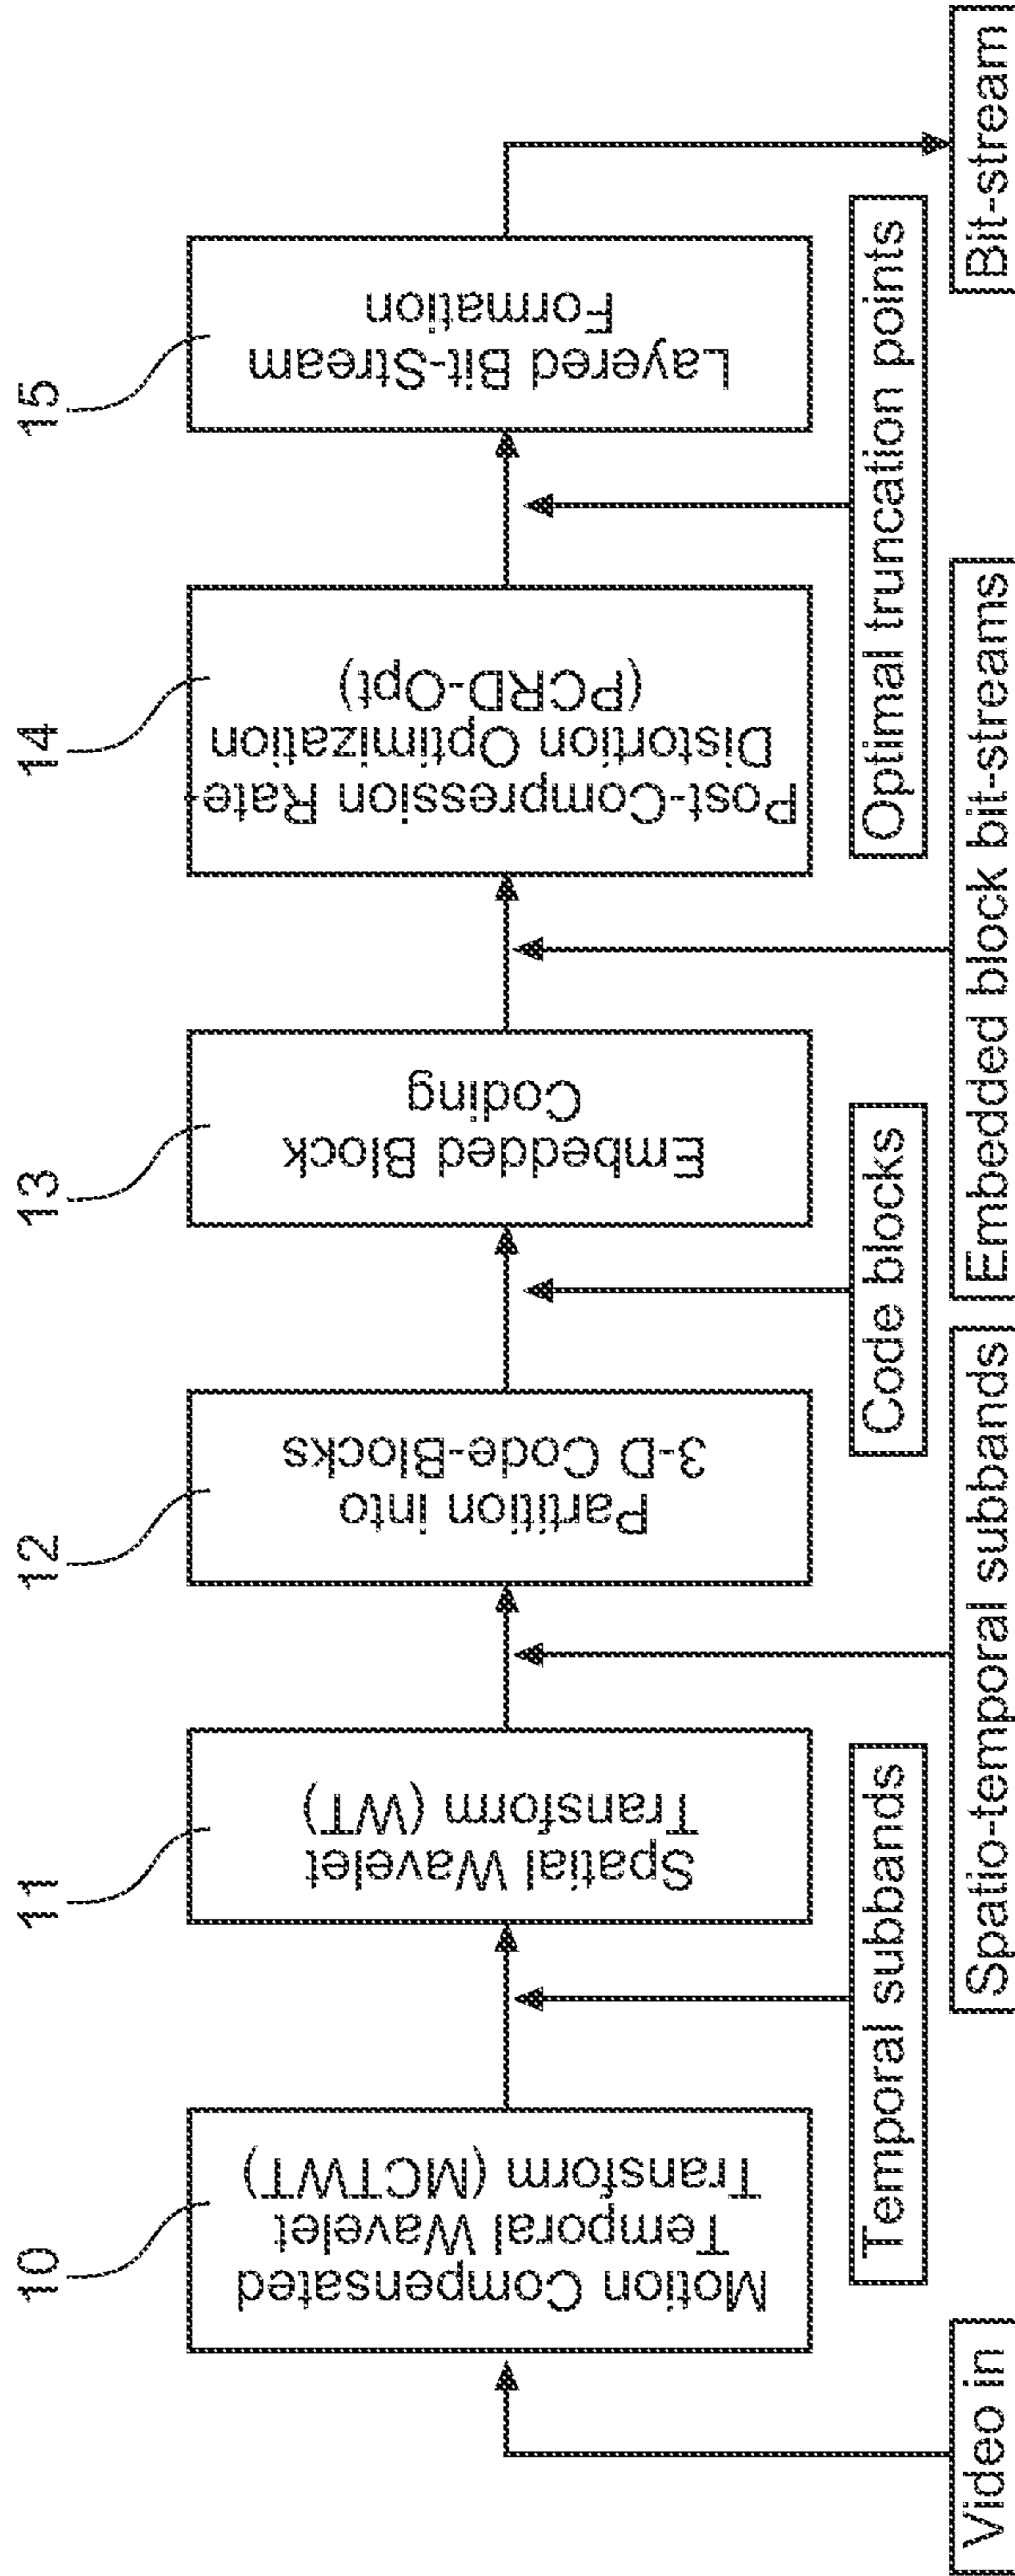 10
11
12
13
14
15
Motion Compensated
Temporal Wavelet
Transform (MCTWT)
Spatial Wavelet
Transform (WT)
Partition into
3-D Code-Blocks
Embedded Block
Coding
Post-Compression Rate-
Distortion Optimization
(PCRD-Opt)
Layered Bit-Stream
Formation
Temporal subbands
Code blocks
Optimal truncation points
Video in
Spatio-temporal subbands
Embedded block bit-streams
Bit-stream